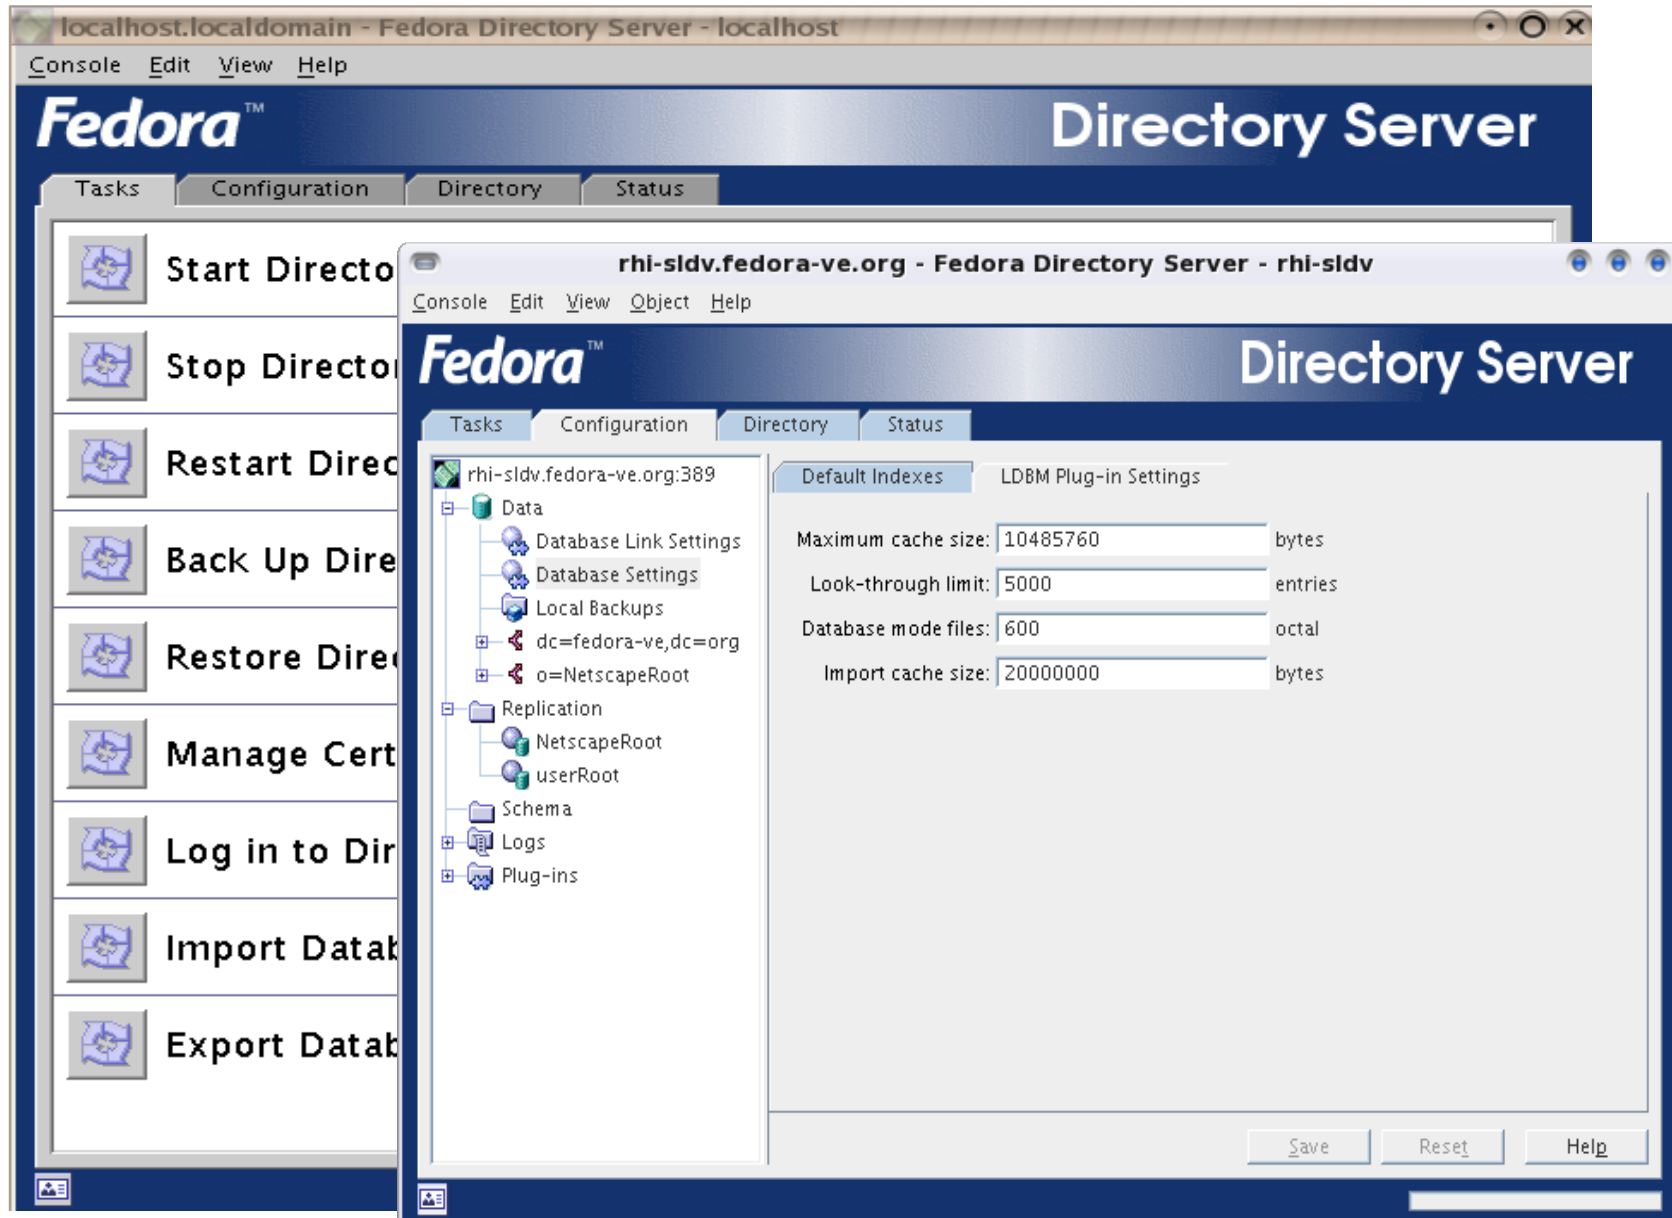 localhost.localdomain - Fedora Directory Server - localhost
Console Edit View Help
Fedora™ Directory Server
Tasks Configuration Directory Status
Start Directo
Stop Director
Restart Direc
Back Up Dire
Restore Direc
Manage Cert
Log in to Dir
Import Datab
Export Datab
rhi-sldv.fedora-ve.org - Fedora Directory Server - rhi-sldv
Console Edit View Object Help
Fedora™ Directory Server
Tasks Configuration Directory Status
rhi-sldv.fedora-ve.org:389
Data
Database Link Settings
Database Settings
Local Backups
dc=fedora-ve,dc=org
o=NetscapeRoot
Replication
NetscapeRoot
userRoot
Schema
Logs
Plug-ins
Default Indexes LDBM Plug-in Settings
Maximum cache size: 10485760 bytes
Look-through limit: 5000 entries
Database mode files: 600 octal
Import cache size: 20000000 bytes
Save Reset Help